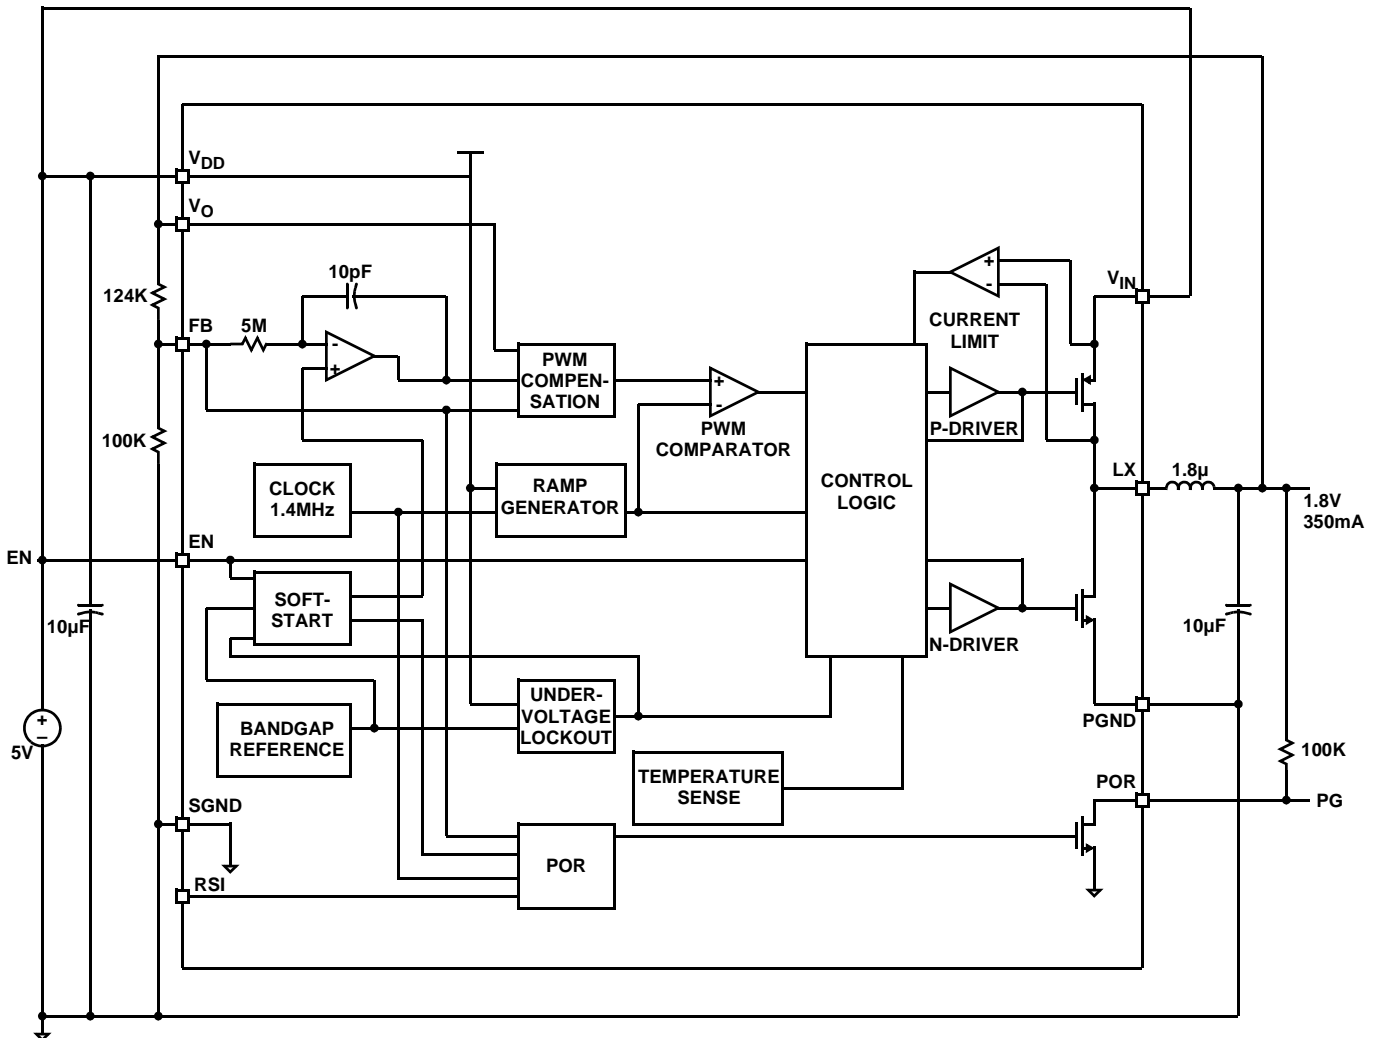 VDD
VO
10pF
124K
FB
5M
-
+
PWM
COMPEN-
SATION
+
-
PWM
COMPARATOR
+
-
CURRENT
LIMIT
VIN
P-DRIVER
100K
CLOCK
1.4MHz
RAMP
GENERATOR
CONTROL
LOGIC
LX
1.8µ
1.8V
350mA
EN
EN
SOFT-
START
10µF
N-DRIVER
10µF
UNDER-
VOLTAGE
LOCKOUT
BANDGAP
REFERENCE
+
–
5V
PGND
100K
TEMPERATURE
SENSE
POR
PG
SGND
POR
RSI